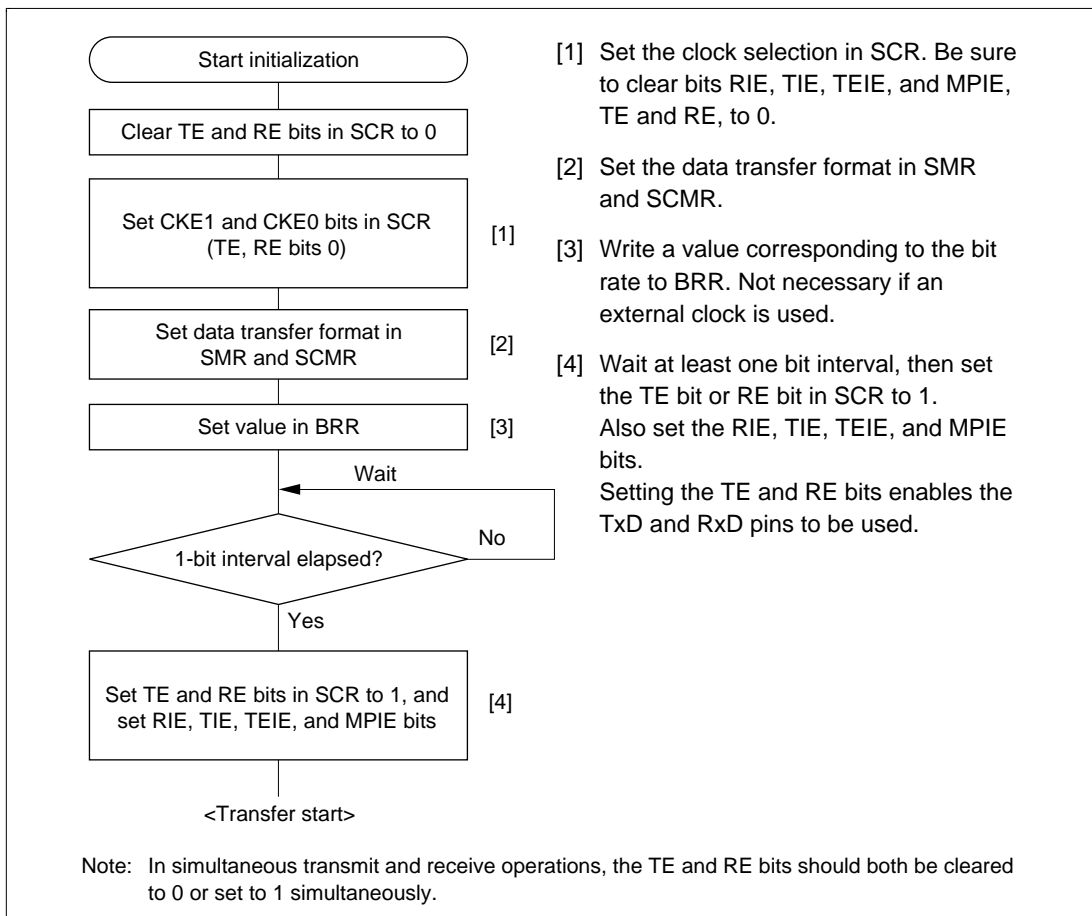 Start initialization
Clear TE and RE bits in SCR to 0
Set CKE1 and CKE0 bits in SCR
(TE, RE bits 0)
[1]
Set data transfer format in
SMR and SCMR
[2]
Set value in BRR
[3]
Wait
1-bit interval elapsed?
No
Yes
Set TE and RE bits in SCR to 1, and
set RIE, TIE, TEIE, and MPIE bits
[4]
<Transfer start>
[1] Set the clock selection in SCR. Be sure
to clear bits RIE, TIE, TEIE, and MPIE,
TE and RE, to 0.
[2] Set the data transfer format in SMR
and SCMR.
[3] Write a value corresponding to the bit
rate to BRR. Not necessary if an
external clock is used.
[4] Wait at least one bit interval, then set
the TE bit or RE bit in SCR to 1.
Also set the RIE, TIE, TEIE, and MPIE
bits.
Setting the TE and RE bits enables the
TxD and RxD pins to be used.
Note: In simultaneous transmit and receive operations, the TE and RE bits should both be cleared
to 0 or set to 1 simultaneously.